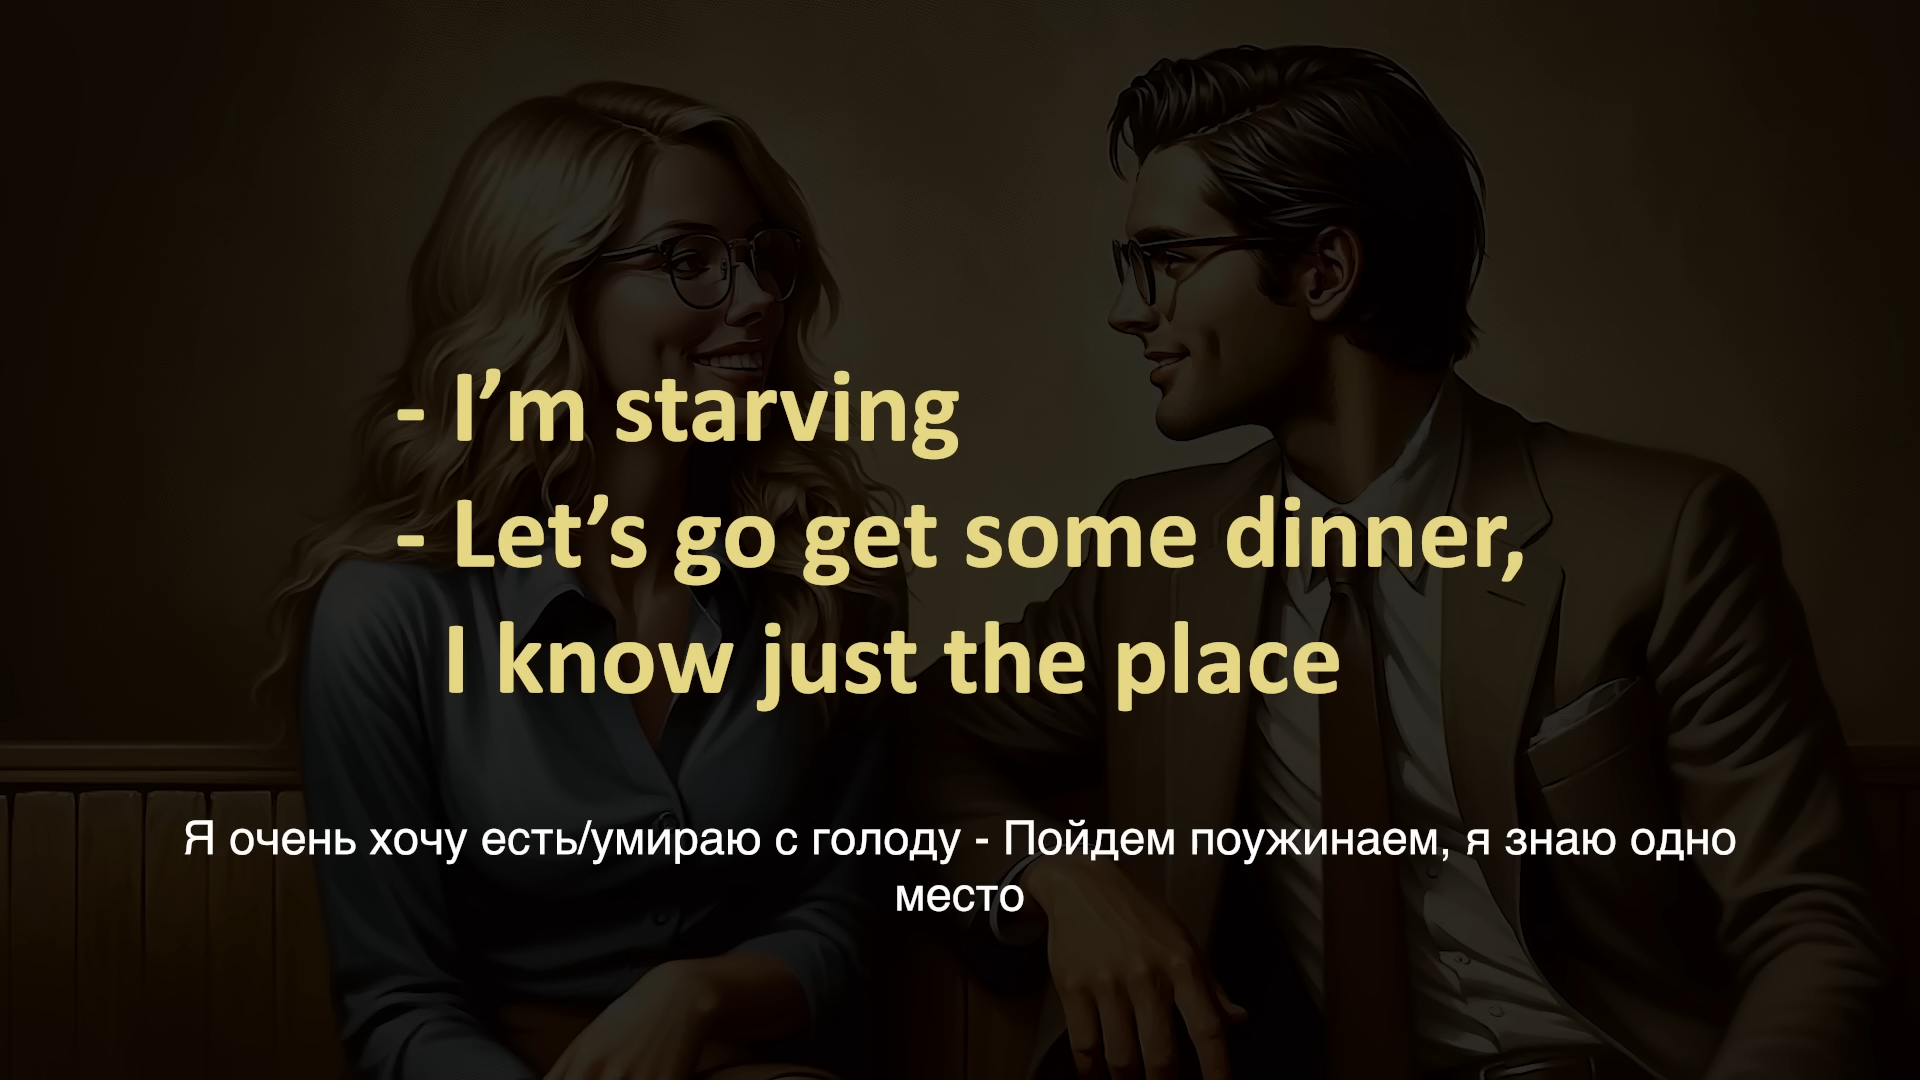 - I’m starving
- Let’s go get some dinner,
I know just the place
Я очень хочу есть/умираю с голоду - Пойдем поужинаем, я знаю одно
место